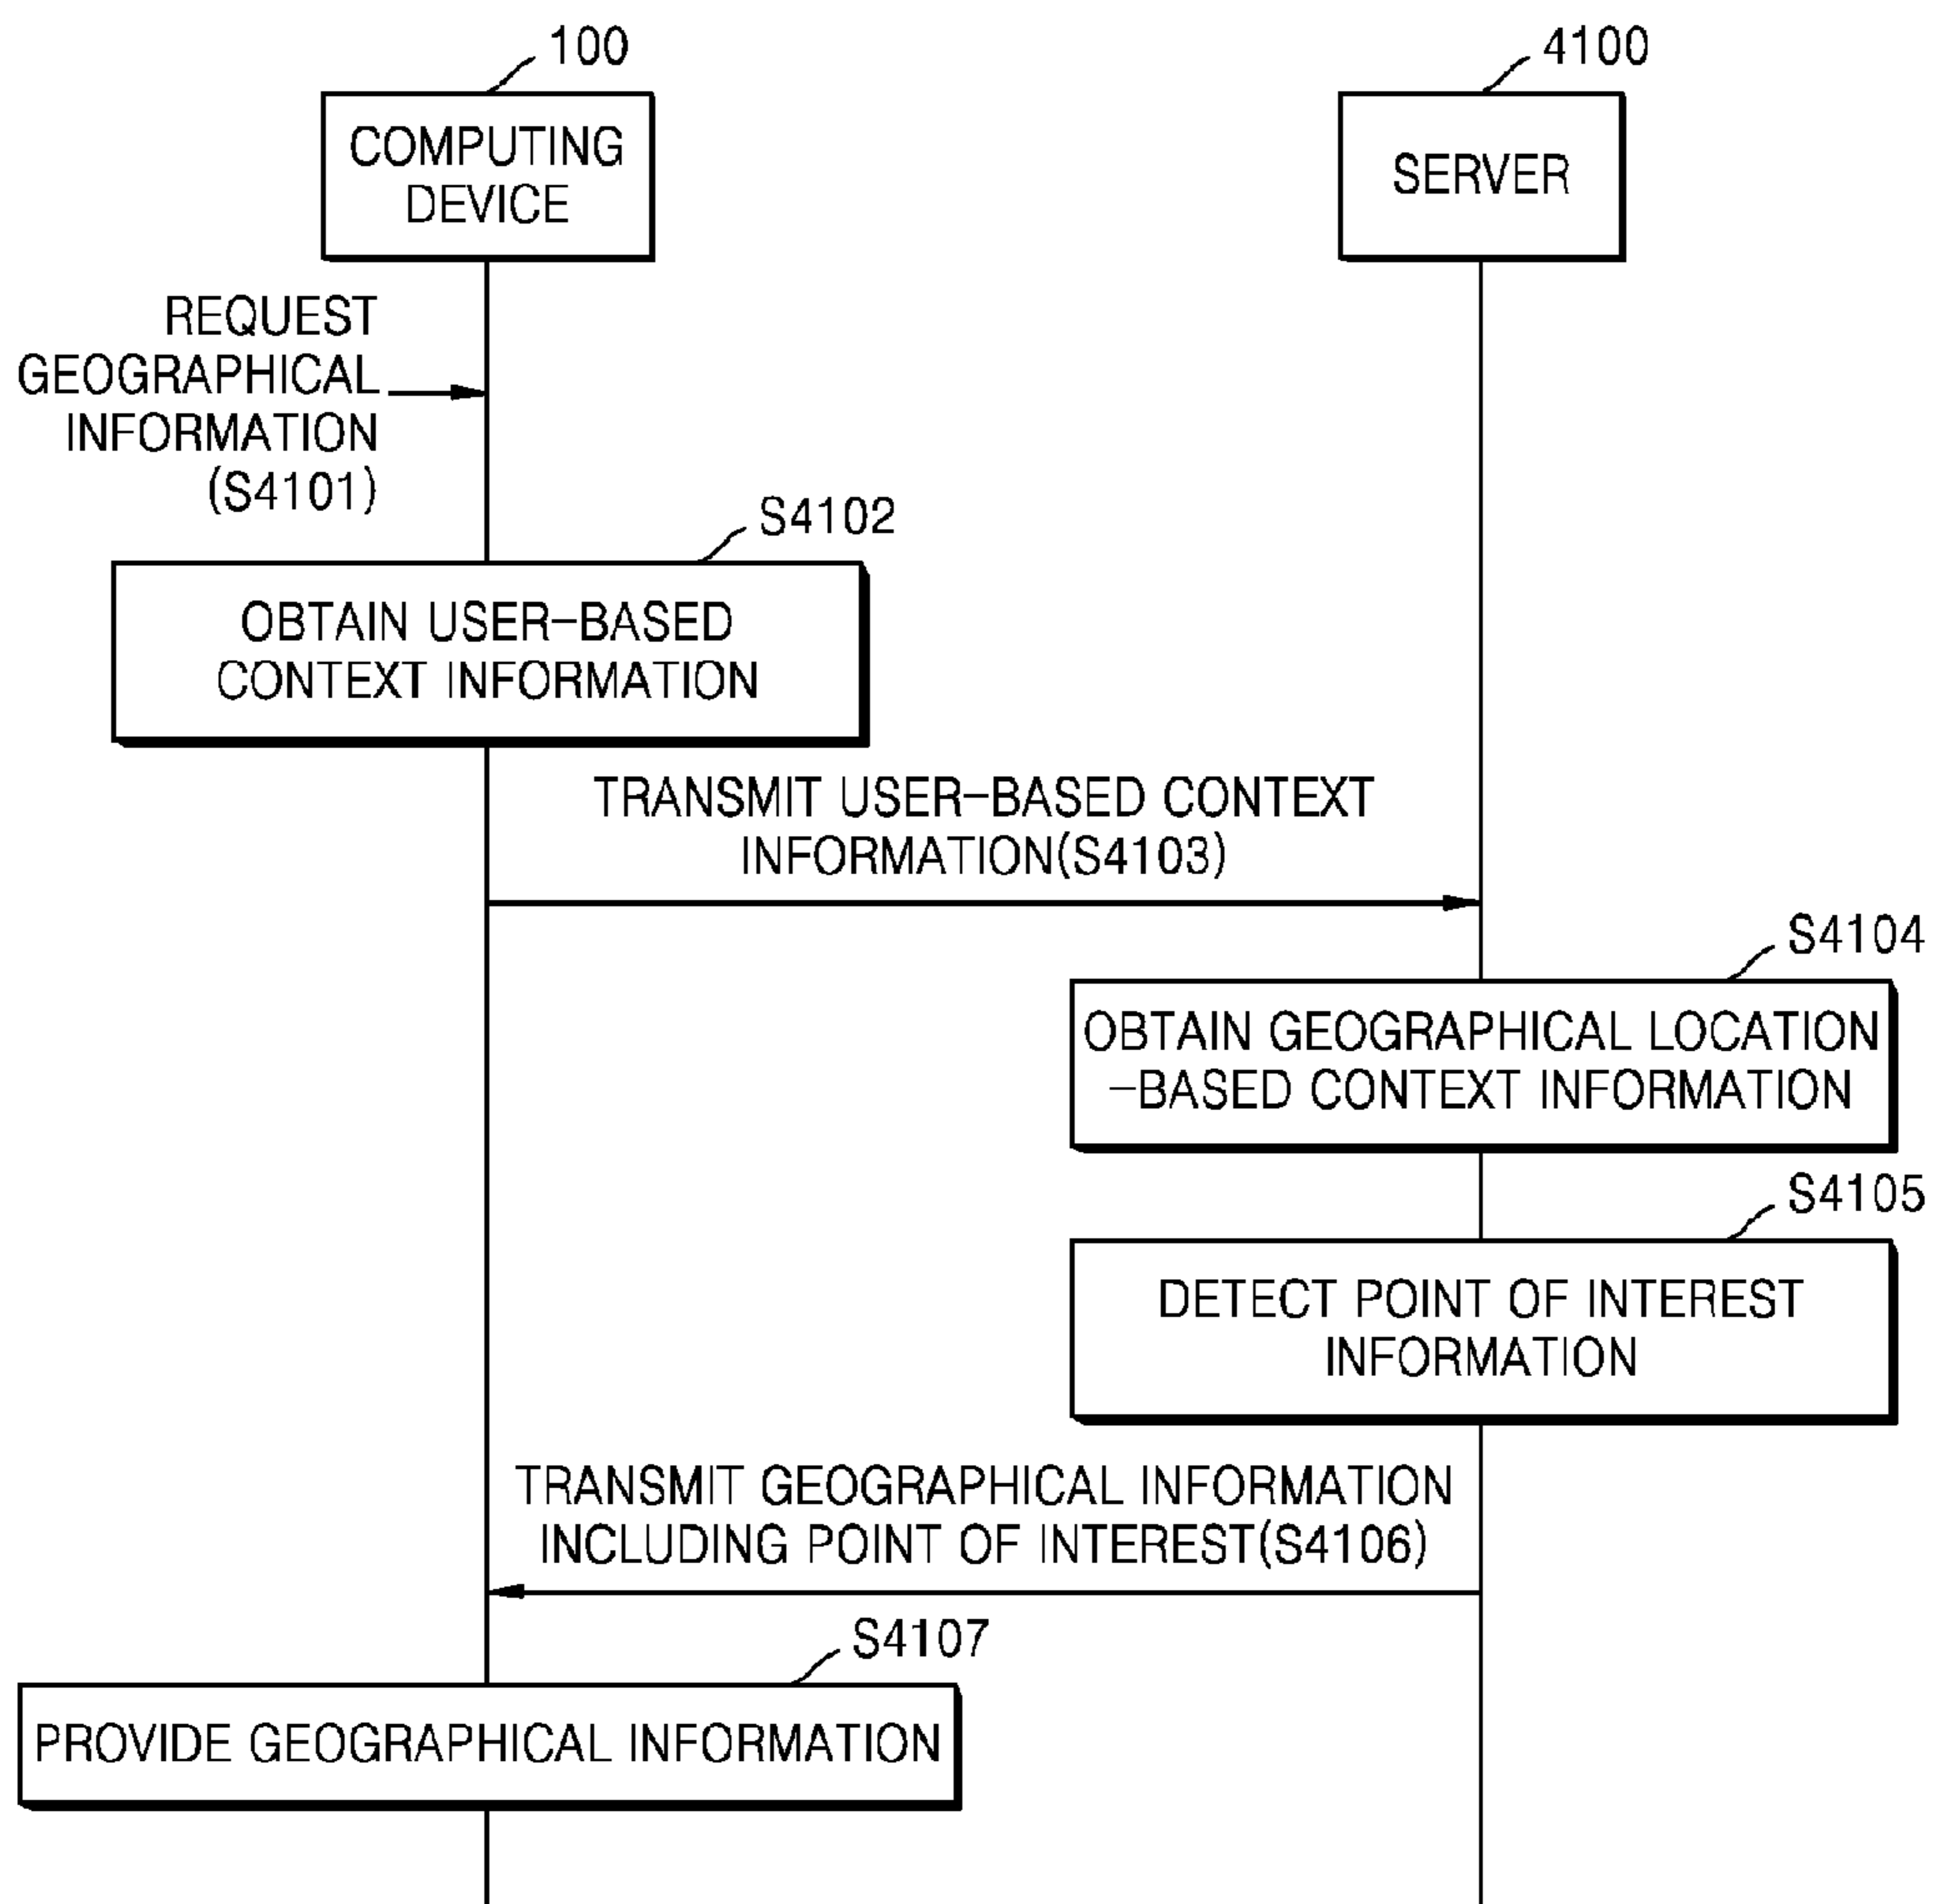 100
4100
COMPUTING
DEVICE
SERVER
REQUEST
GEOGRAPHICAL
INFORMATION
(S4101)
S4102
OBTAIN USER-BASED
CONTEXT INFORMATION
TRANSMIT USER-BASED CONTEXT
INFORMATION(S4103)
S4104
OBTAIN GEOGRAPHICAL LOCATION
-BASED CONTEXT INFORMATION
S4105
DETECT POINT OF INTEREST
INFORMATION
TRANSMIT GEOGRAPHICAL INFORMATION
INCLUDING POINT OF INTEREST(S4106)
S4107
PROVIDE GEOGRAPHICAL INFORMATION